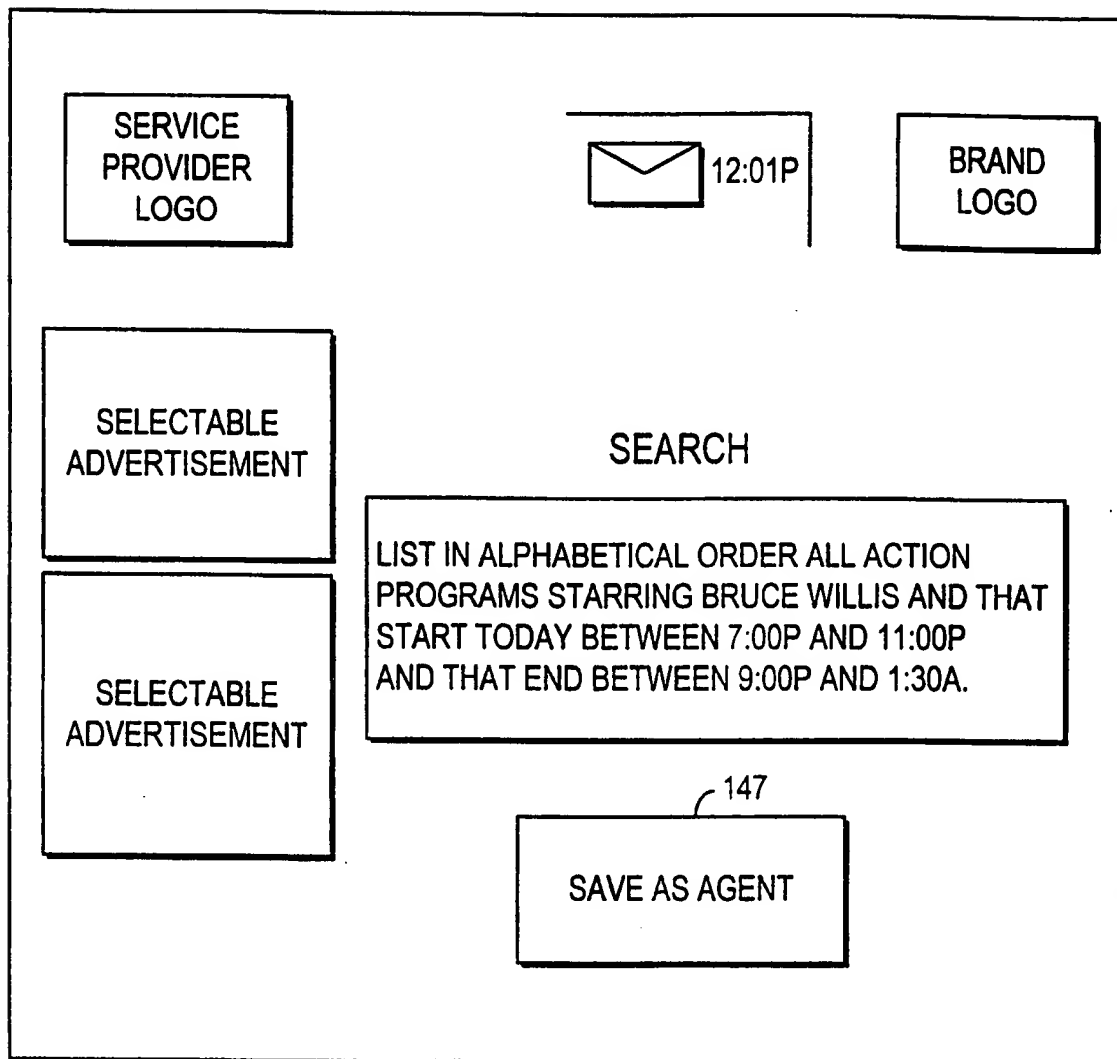 SERVICE
PROVIDER
LOGO
12:01P
BRAND
LOGO
SELECTABLE
ADVERTISEMENT
SEARCH
LIST IN ALPHABETICAL ORDER ALL ACTION
PROGRAMS STARRING BRUCE WILLIS AND THAT
START TODAY BETWEEN 7:00P AND 11:00P
AND THAT END BETWEEN 9:00P AND 1:30A.
SELECTABLE
ADVERTISEMENT
147
SAVE AS AGENT